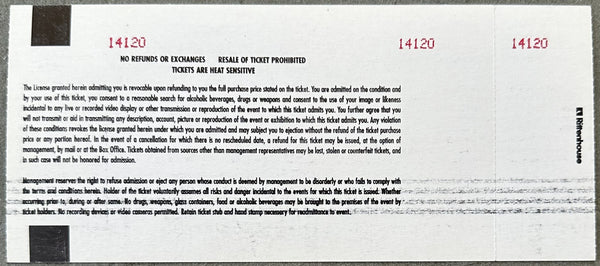 14120 14120 14120
NO REFUNDS OR EXCHANGES RESALE OF TICKET PROHIBITED
TICKETS ARE HEAT SENSITIVE
The License granted herein admitting you is revocable upon refunding to you the full purchase price stated on the ticket. You are admitted on the condition and
by your use of this ticket, you consent to a reasonable search for alcoholic beverages, drugs or weapons and consent to the use of your image or likeness
incidental to any live or recorded video display or other transmission or reproduction of the event to which this ticket admits you. You further agree that you
will not transmit or aid in transmitting any description, account, picture or reproduction of the event or exhibition to which this ticket admits you. Any violation
of these conditions revokes the license granted herein under which you are admitted and may subject you to ejection without the refund of the ticket purchase
price or any portion hereof. In the event of a cancellation for which there is no rescheduled date, a refund for this ticket may be issued, at the option of
management, by mail or at the Box Office. Tickets obtained from sources other than management representatives may be lost, stolen or counterfeit tickets, and
in such case will not be honored for admission.
Management reserves the right to refuse admission or eject any person whose conduct is deemed by management to be disorderly or who fails to comply with
the terms and conditions herein. Holder of the ticket voluntarily assumes all risks and danger incidental to the events for which this ticket is issued. Whether
occurring prior to, during or after same. No drugs, weapons, glass containers, food or alcoholic beverages may be brought to the premises of the event by
ticket holders. No recording devices or video cameras permitted. Retain ticket stub and hand stamp necessary for readmittance to event.
Rittenhouse